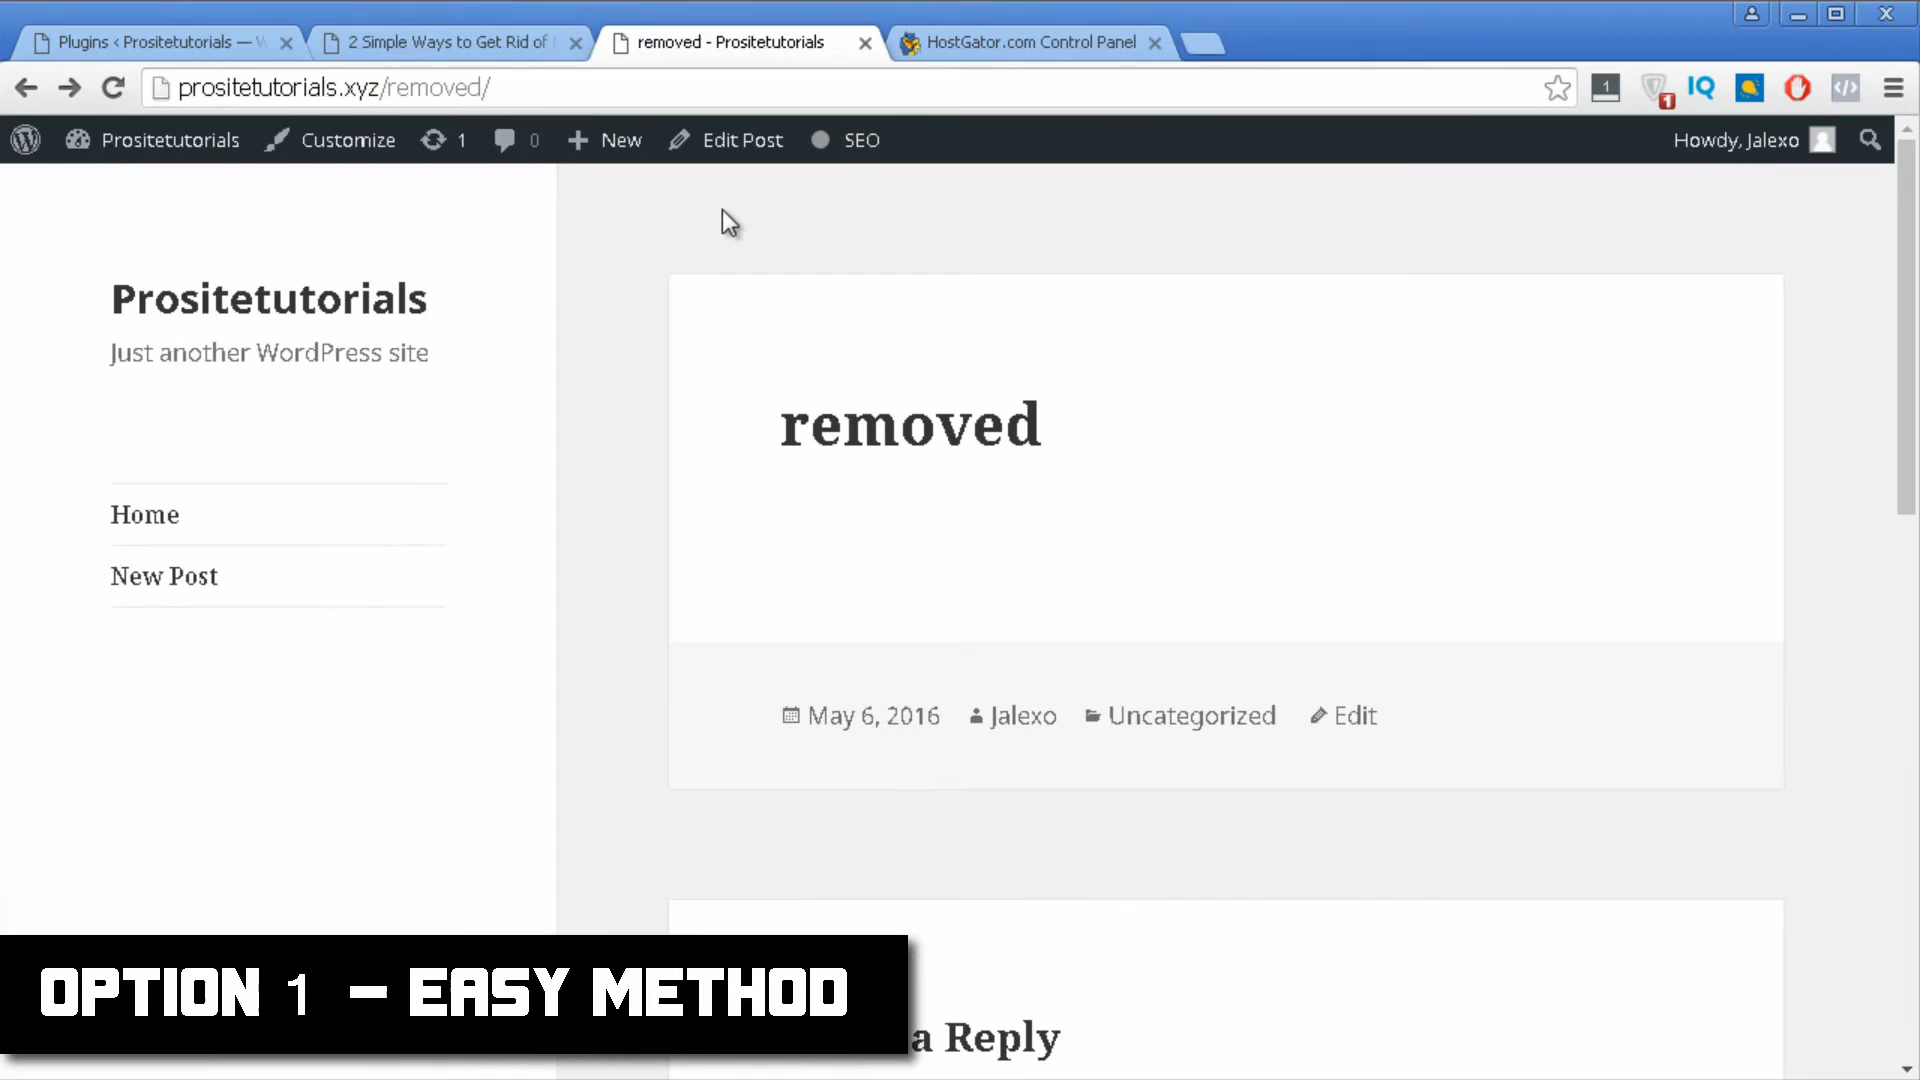 Plugins ‹ Prositetutorials — W
2 Simple Ways to Get Rid of
removed - Prositetutorials
HostGator.com Control Panel
prositetutorials.xyz/removed/
1
1
IQ
Prositetutorials
Customize
1
0
New
Edit Post
SEO
Howdy, Jalexo
Prositetutorials
Just another WordPress site
Home
New Post
removed
May 6, 2016
Jalexo
Uncategorized
Edit
a Reply
OPTION 1 – EASY METHOD